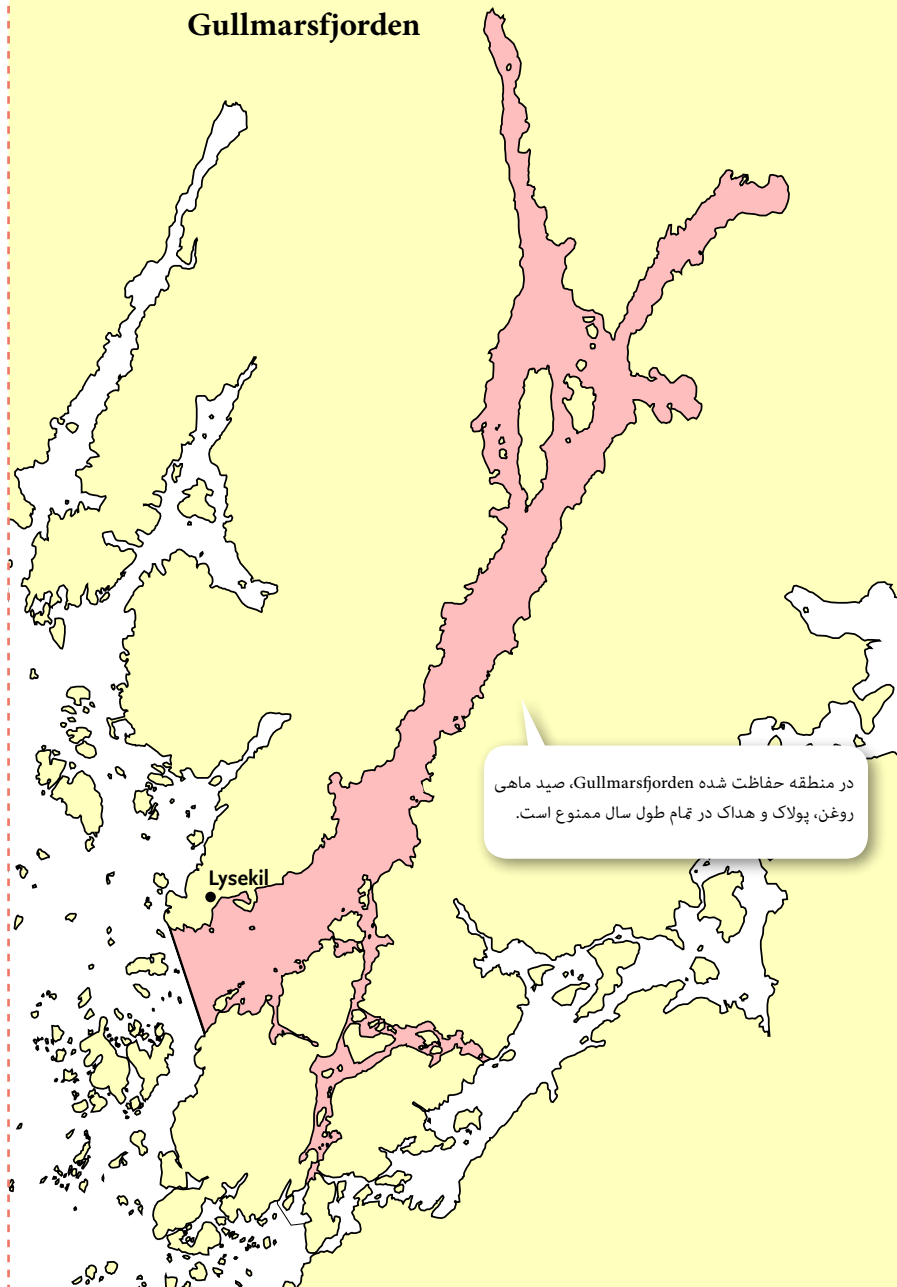 Gullmarsfjorden
در منطقه حفاظت شده Gullmarsfjorden، صید ماهی
روغن، پولاک و هداک در تمام طول سال ممنوع است.
Lysekil